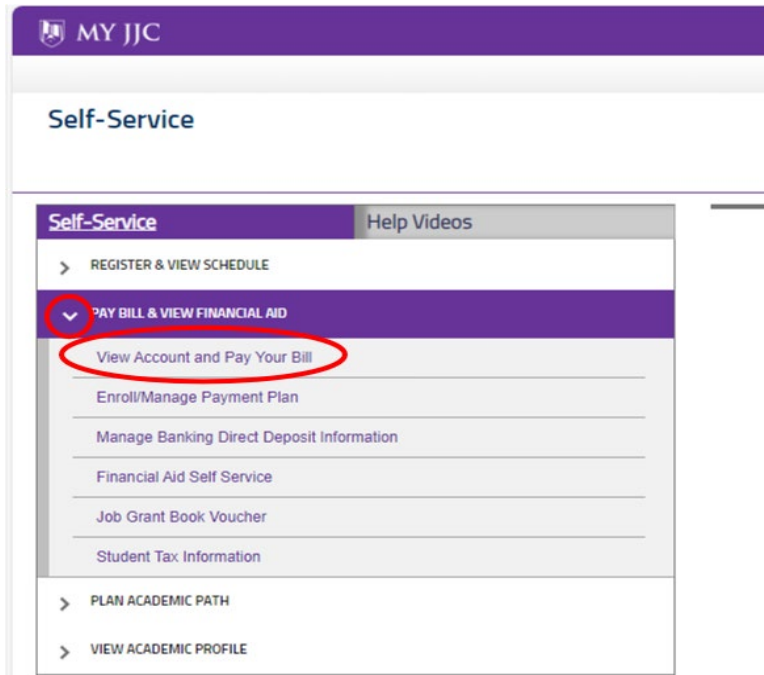 MY JJC
Self-Service
Self-Service Help Videos
REGISTER & VIEW SCHEDULE
PAY BILL & VIEW FINANCIAL AID
View Account and Pay Your Bill
Enroll/Manage Payment Plan
Manage Banking Direct Deposit Information
Financial Aid Self Service
Job Grant Book Voucher
Student Tax Information
PLAN ACADEMIC PATH
VIEW ACADEMIC PROFILE